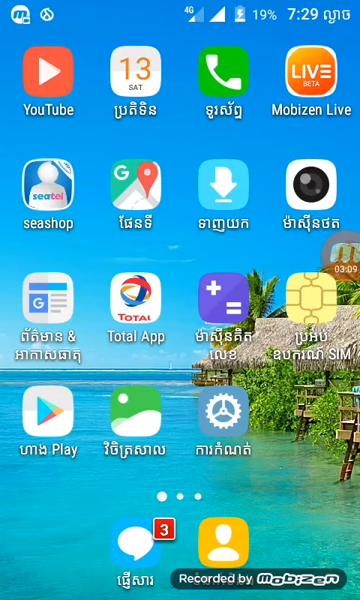 4G 19% 7:29 ល្ងាច
13
SAT
LIVE
BETA
YouTube
ប្រតិទិន
ទូរស័ព្ទ
Mobizen Live
seatel
seashop
ផែនទី
ទាញយក
ម៉ាស៊ីនថត
03:09
TOTAL
ព័ត៌មាន &
អាកាសធាតុ
Total App
ម៉ាស៊ីនគិត
លេខ
ប្រអប់
ឧបករណ៍ SIM
ហាង Play
វិចិត្រសាល
ការកំណត់
3
ផ្ញើសារ
Recorded by mobizen